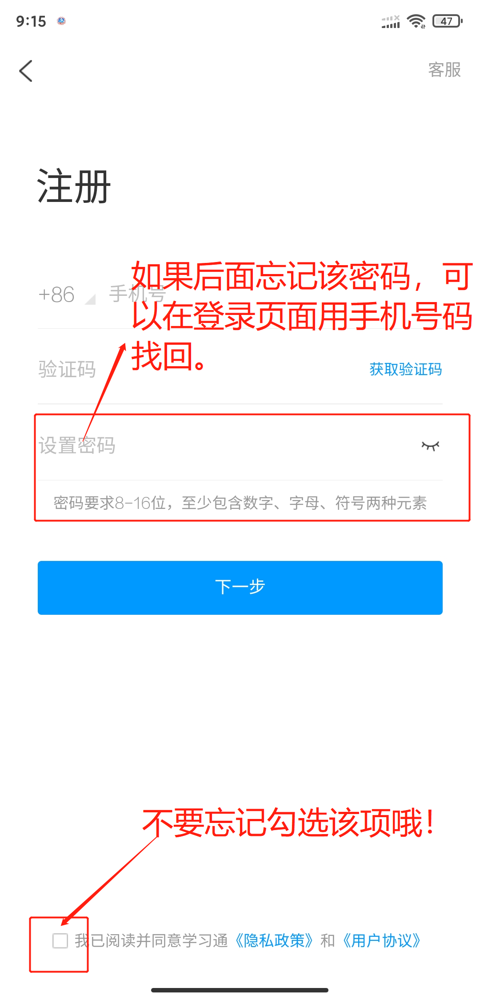 9:15
47
客服
注册
如果后面忘记该密码，可
+86 手机号
以在登录页面用手机号码
找回。
验证码 获取验证码
设置密码
密码要求8-16位，至少包含数字、字母、符号两种元素
下一步
不要忘记勾选该项哦！
我已阅读并同意学习通《隐私政策》和《用户协议》